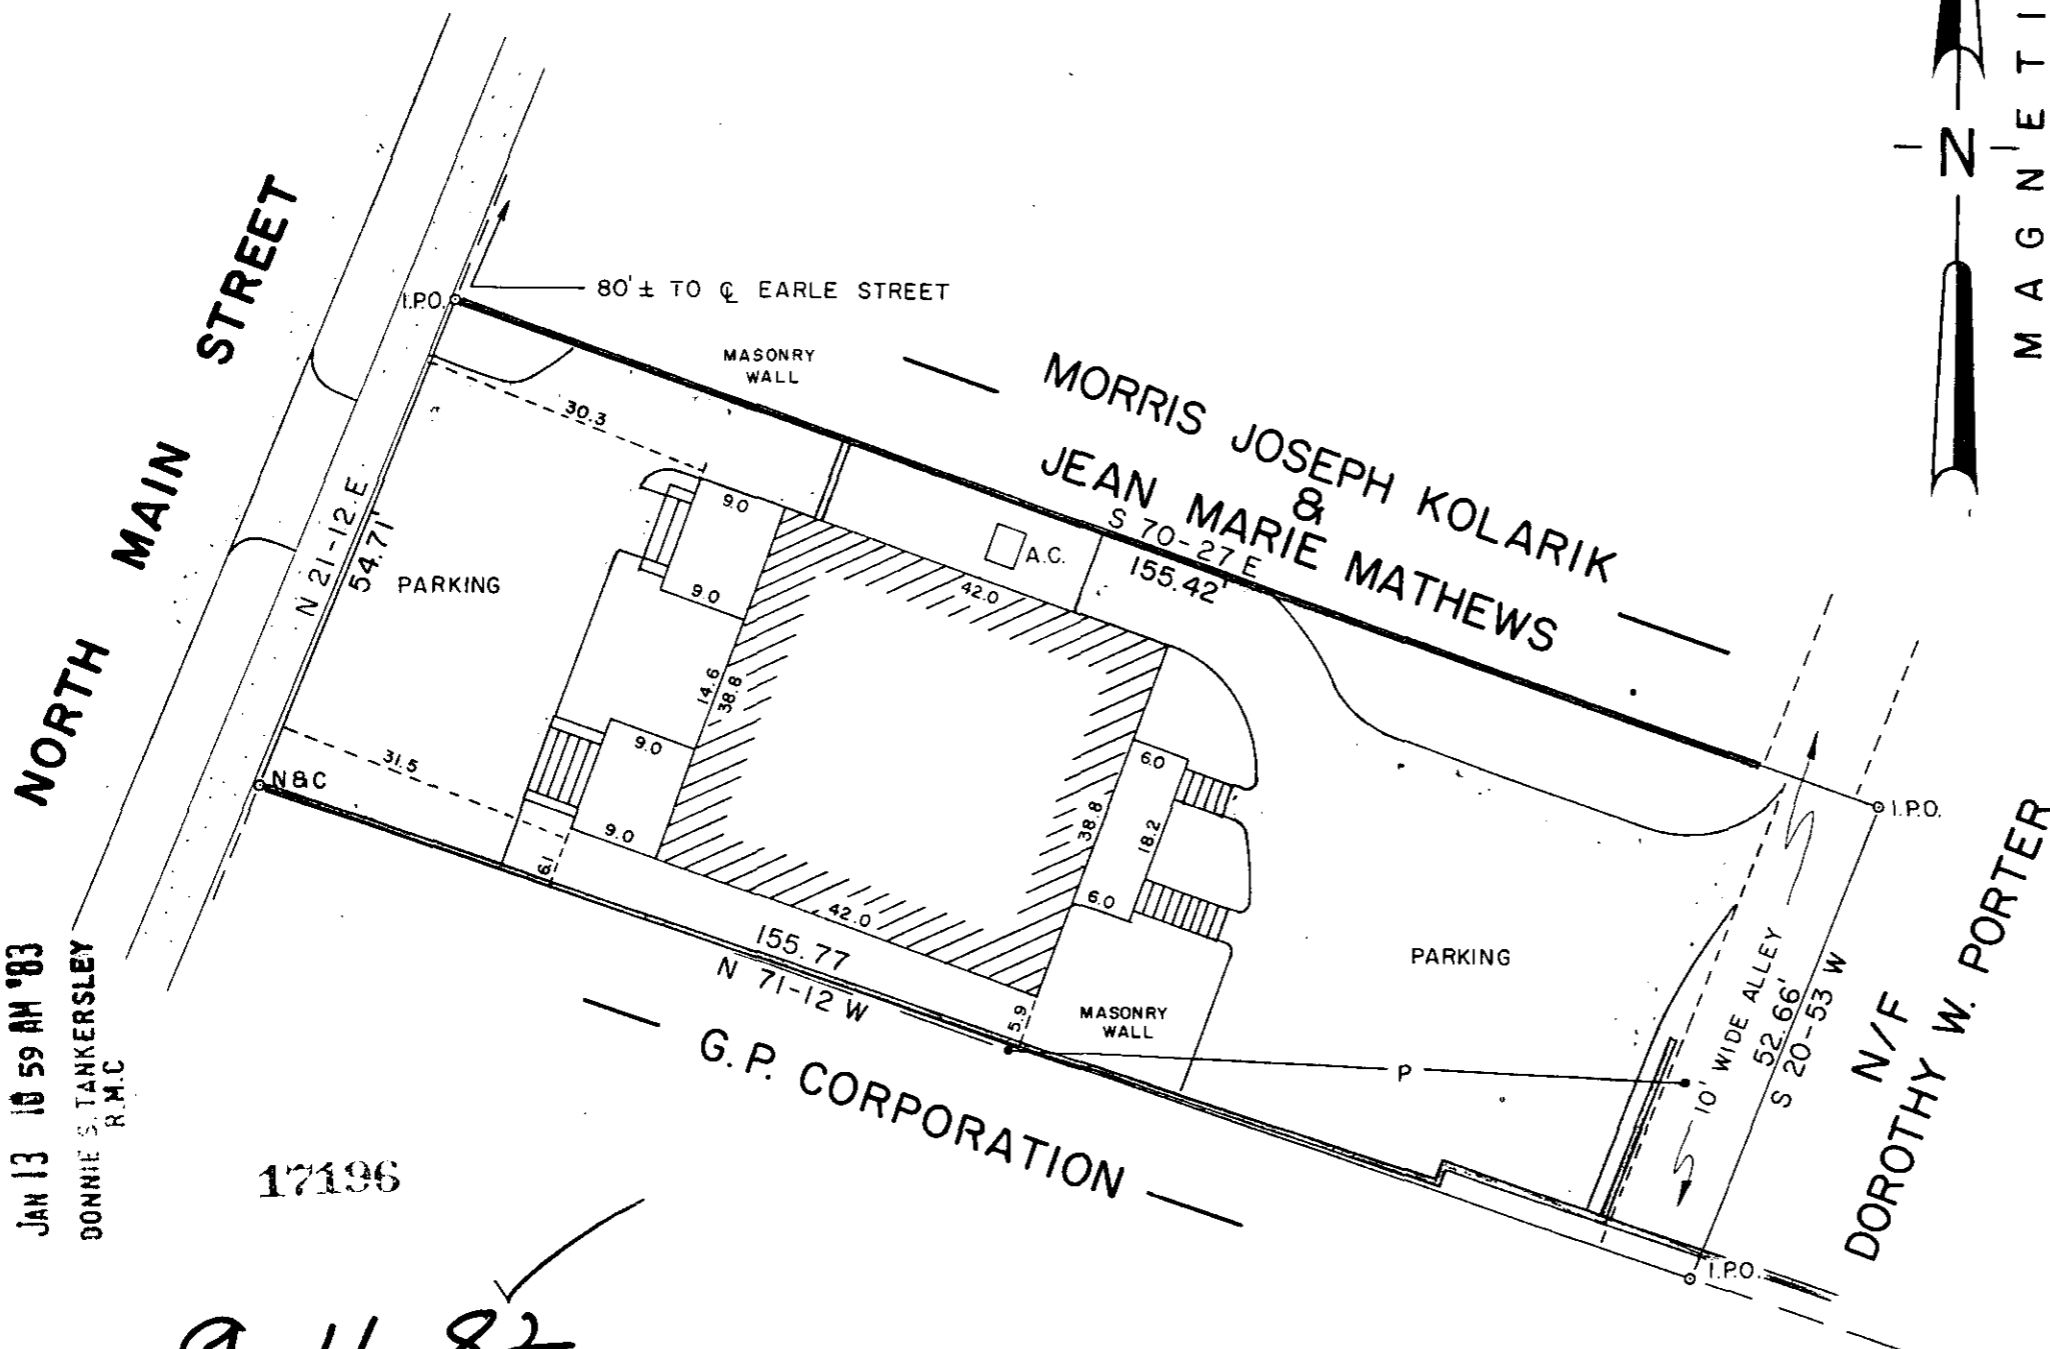 MAGNETI
- N -
NORTH MAIN STREET
I.P.O.
80'± TO ℄ EARLE STREET
MASONRY
WALL
MORRIS JOSEPH KOLARIK
&
JEAN MARIE MATHEWS
S 70-27 E
155.42'
30.3
9.0
9.0
A.C.
42.0
N 21-12 E
54.71'
PARKING
14.6
38.8
9.0
9.0
31.5
N&C
6.1
6.0
38.8
18.2
6.0
42.0
155.77
N 71-12 W
5.9
MASONRY
WALL
PARKING
P
10' WIDE ALLEY
52.66'
S 20-53 W
I.P.O.
N/F
DOROTHY W. PORTER
I.P.O.
G.P. CORPORATION
JAN 13 10 59 AM '83
DONNIE S. TANKERSLEY
R.M.C
17196